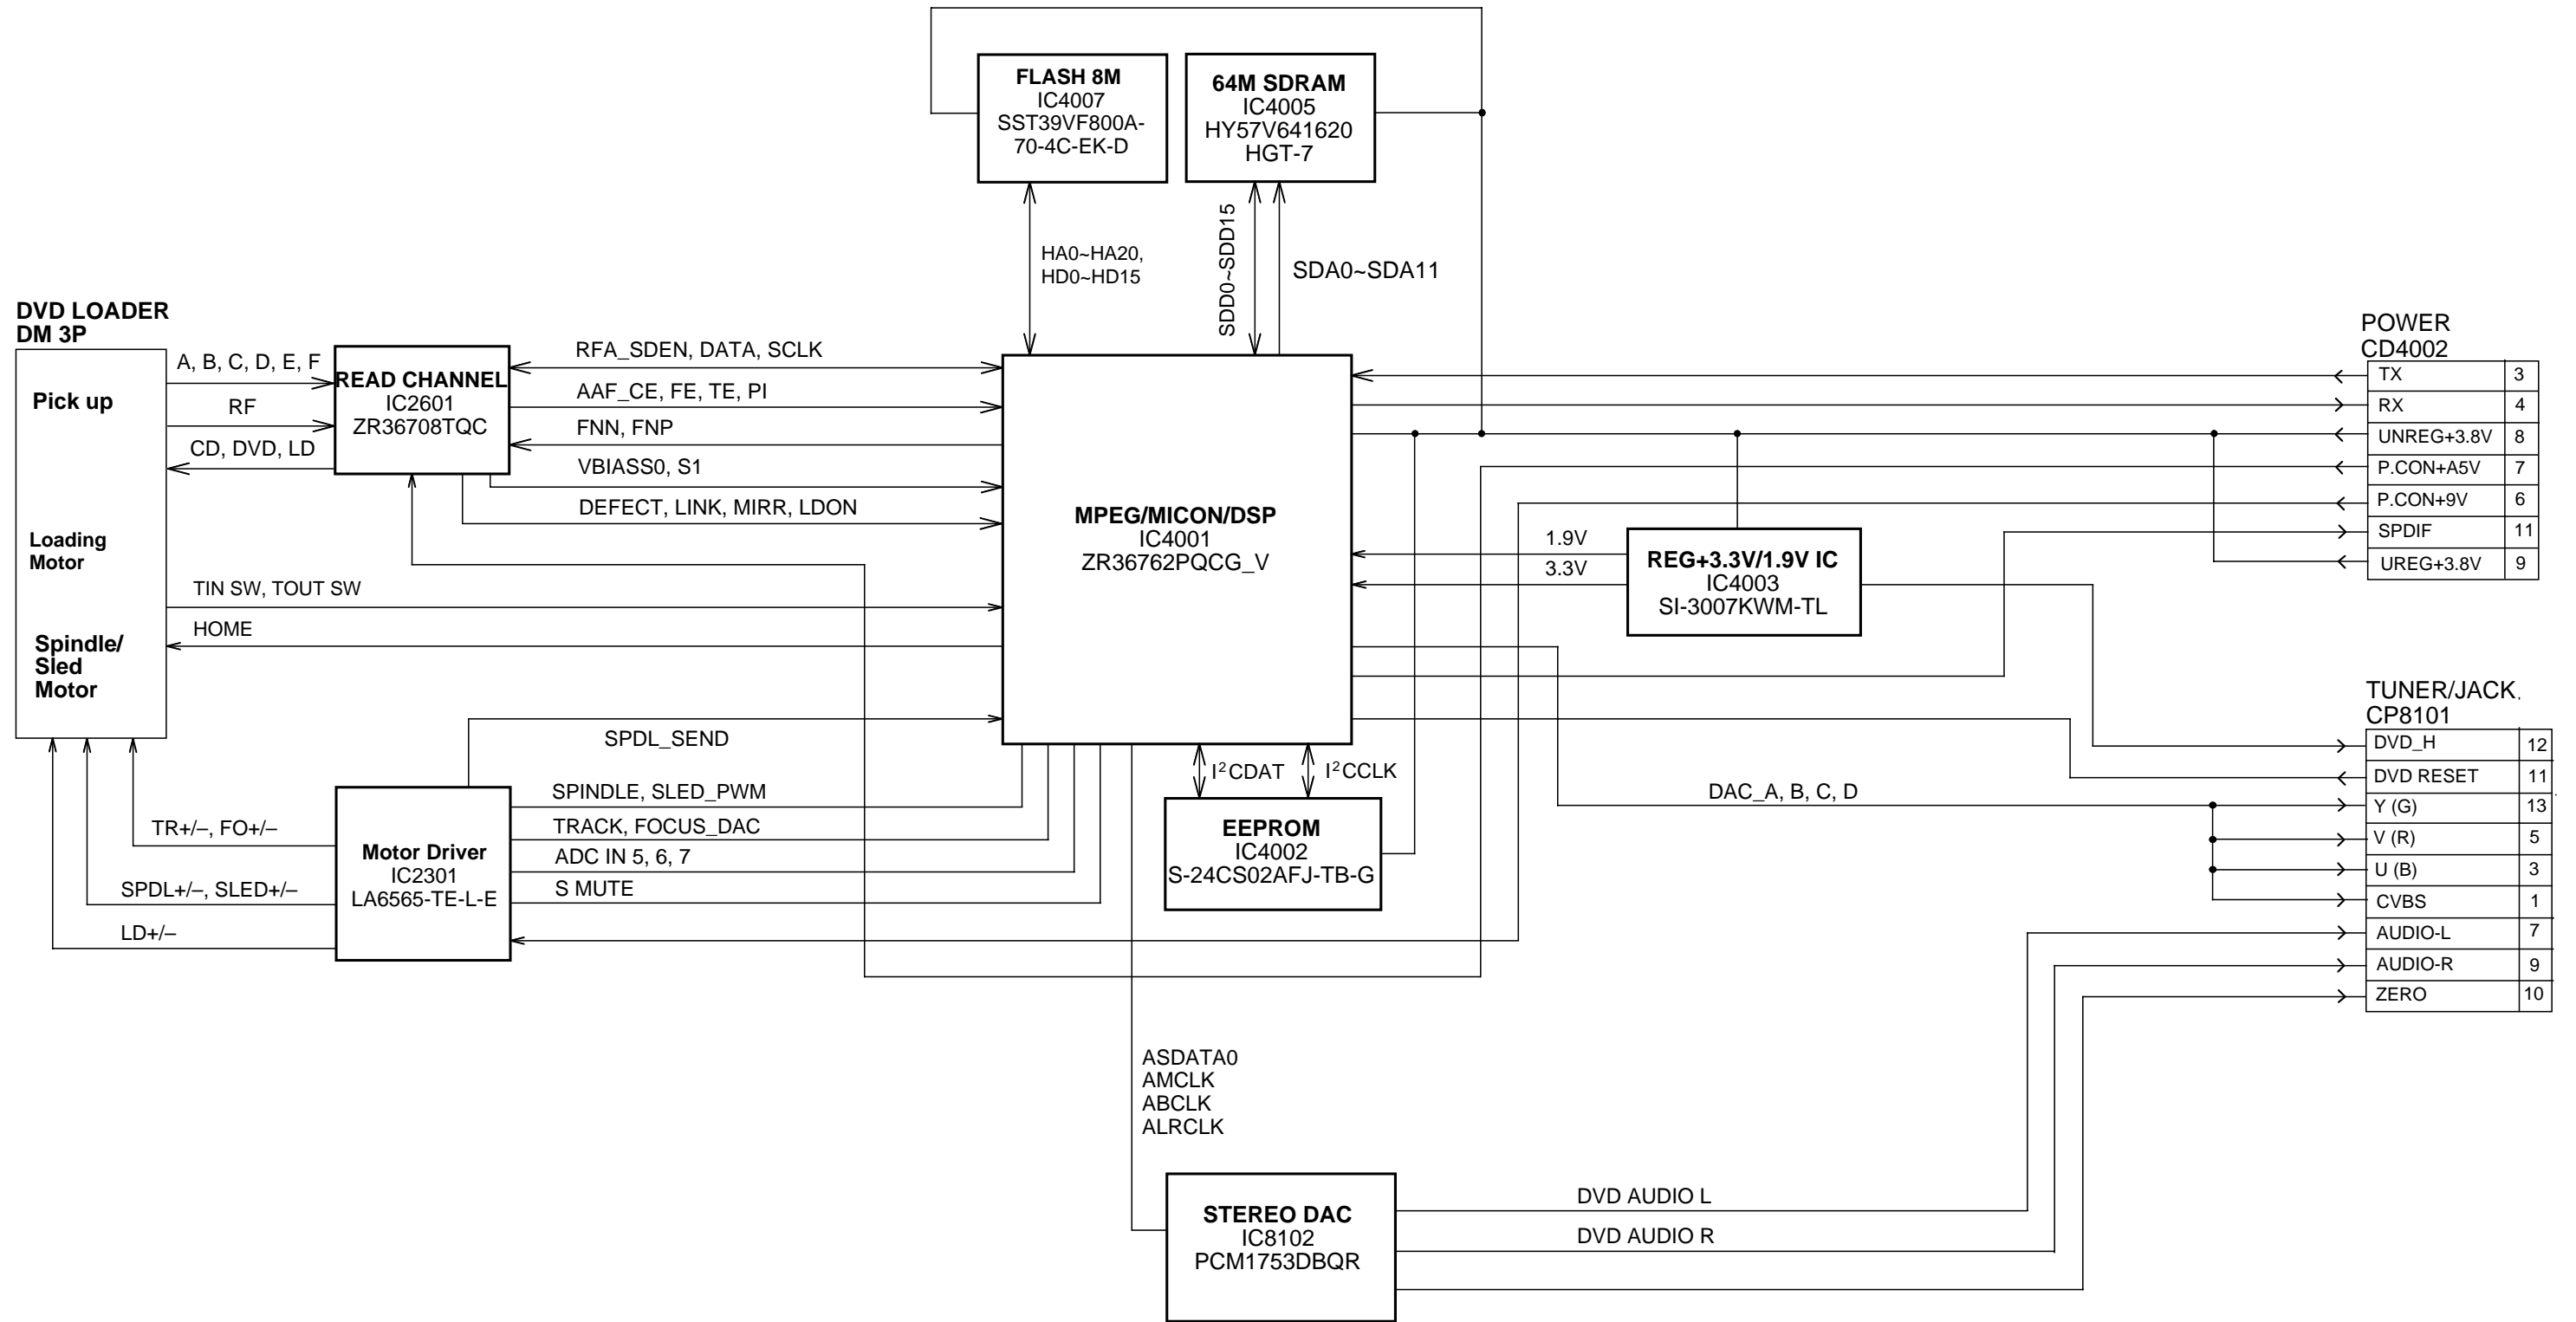 FLASH 8M
IC4007
SST39VF800A-
70-4C-EK-D
64M SDRAM
IC4005
HY57V641620
HGT-7
HA0~HA20,
HD0~HD15
SDD0~SDD15
SDA0~SDA11
DVD LOADER
DM 3P
Pick up
Loading
Motor
Spindle/
Sled
Motor
A, B, C, D, E, F
RF
CD, DVD, LD
READ CHANNEL
IC2601
ZR36708TQC
RFA_SDEN, DATA, SCLK
AAF_CE, FE, TE, PI
FNN, FNP
VBIASS0, S1
DEFECT, LINK, MIRR, LDON
TIN SW, TOUT SW
HOME
MPEG/MICON/DSP
IC4001
ZR36762PQCG_V
1.9V
3.3V
REG+3.3V/1.9V IC
IC4003
SI-3007KWM-TL
POWER
CD4002
TX 3
RX 4
UNREG+3.8V 8
P.CON+A5V 7
P.CON+9V 6
SPDIF 11
UREG+3.8V 9
TUNER/JACK.
CP8101
DVD_H 12
DVD RESET 11
Y (G) 13
V (R) 5
U (B) 3
CVBS 1
AUDIO-L 7
AUDIO-R 9
ZERO 10
DAC_A, B, C, D
SPDL_SEND
SPINDLE, SLED_PWM
TRACK, FOCUS_DAC
ADC IN 5, 6, 7
S MUTE
TR+/–, FO+/–
SPDL+/–, SLED+/–
LD+/–
Motor Driver
IC2301
LA6565-TE-L-E
I²CDAT
I²CCLK
EEPROM
IC4002
S-24CS02AFJ-TB-G
ASDATA0
AMCLK
ABCLK
ALRCLK
STEREO DAC
IC8102
PCM1753DBQR
DVD AUDIO L
DVD AUDIO R